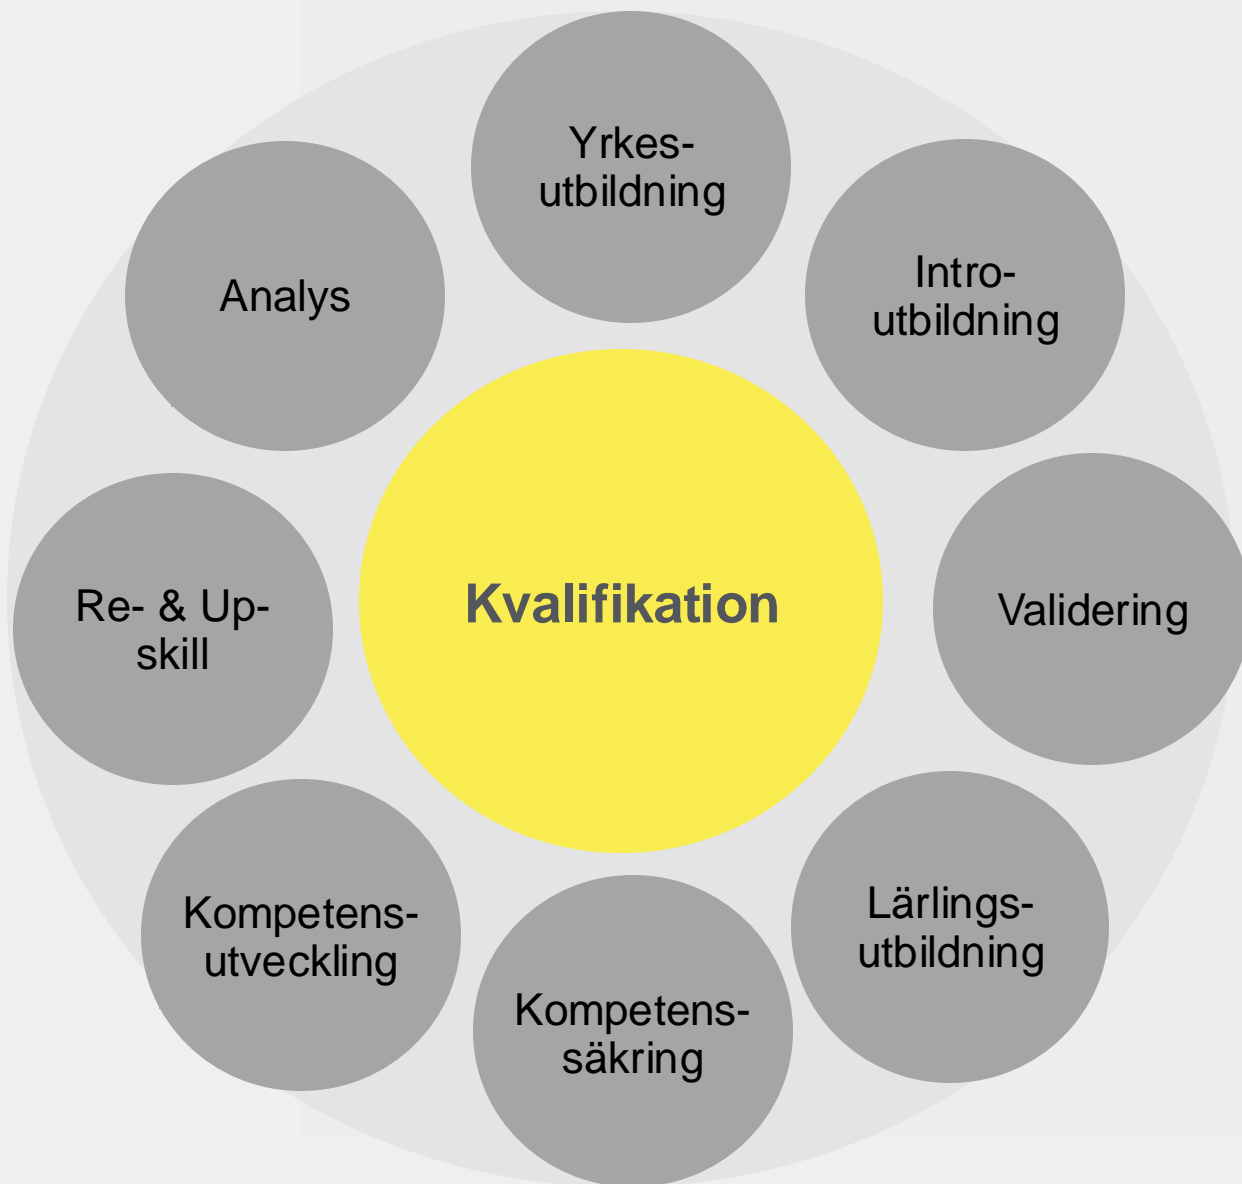 Yrkes-
utbildning
Intro-
utbildning
Analys
Kvalifikation
Validering
Re- & Up-
skill
Lärlings-
utbildning
Kompetens-
utveckling
Kompetens-
säkring